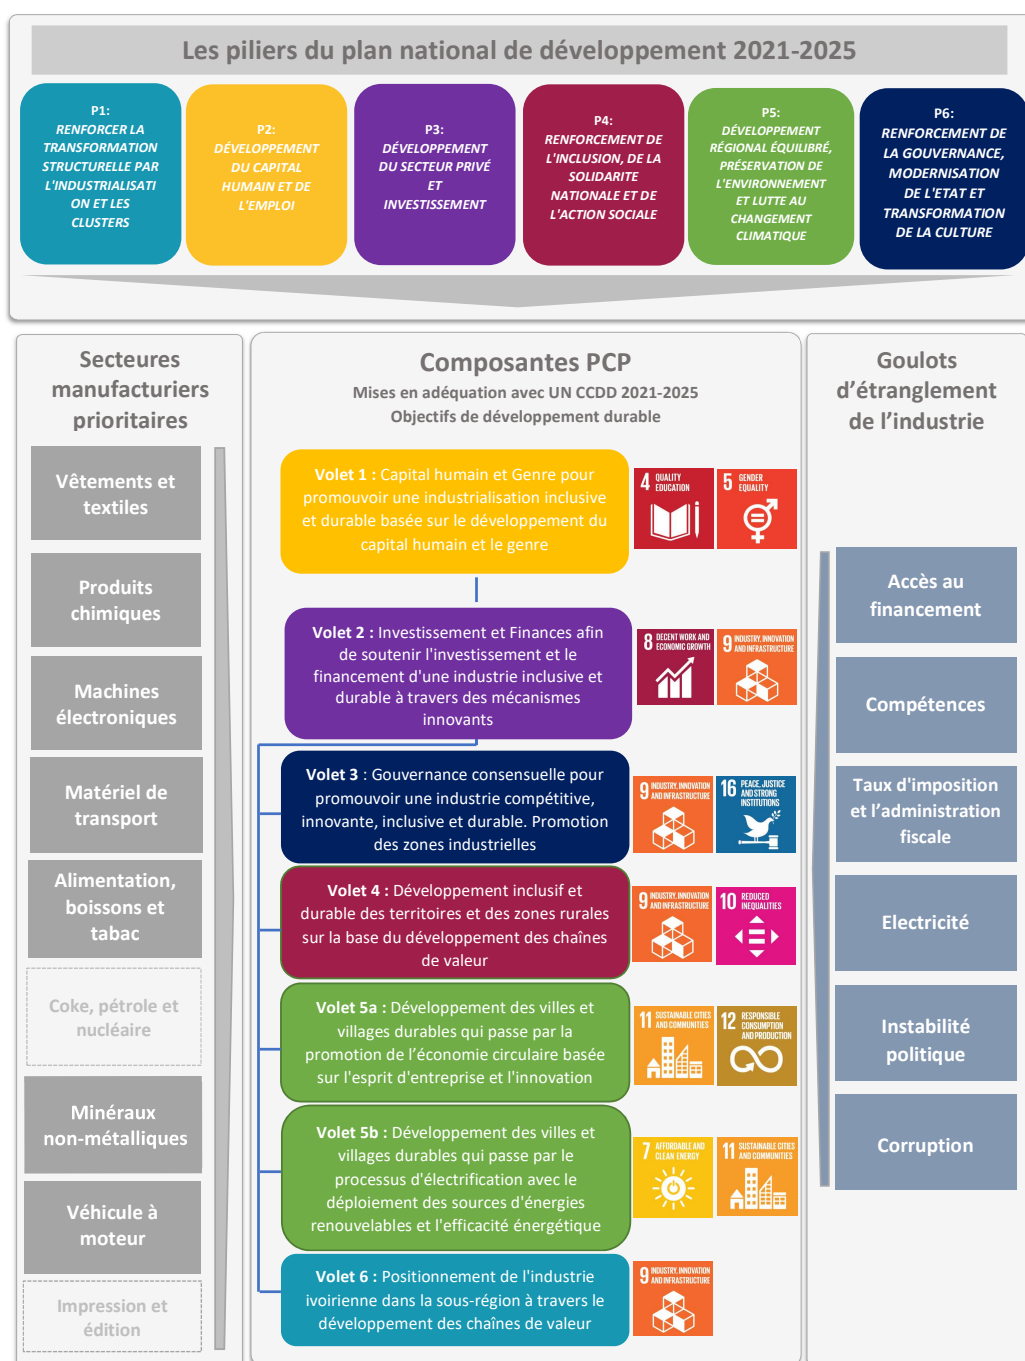 Les piliers du plan national de développement 2021-2025
P1:
RENFORCER LA
TRANSFORMATION
STRUCTURELLE PAR
L'INDUSTRIALISATI
ON ET LES
CLUSTERS
P2:
DÉVELOPPEMENT
DU CAPITAL
HUMAIN ET DE
L'EMPLOI
P3:
DÉVELOPPEMENT
DU SECTEUR PRIVÉ
ET
INVESTISSEMENT
P4:
RENFORCEMENT DE
L'INCLUSION, DE LA
SOLIDARITE
NATIONALE ET DE
L'ACTION SOCIALE
P5:
DÉVELOPPEMENT
RÉGIONAL ÉQUILIBRÉ,
PRÉSERVATION DE
L'ENVIRONNEMENT
ET LUTTE AU
CHANGEMENT
CLIMATIQUE
P6:
RENFORCEMENT DE
LA GOUVERNANCE,
MODERNISATION
DE L'ETAT ET
TRANSFORMATION
DE LA CULTURE
Secteures
manufacturiers
prioritaires
Vêtements et
textiles
Produits
chimiques
Machines
électroniques
Matériel de
transport
Alimentation,
boissons et
tabac
Coke, pétrole et
nucléaire
Minéraux
non-métalliques
Véhicule à
moteur
Impression et
édition
Composantes PCP
Mises en adéquation avec UN CCDD 2021-2025
Objectifs de développement durable
Volet 1 : Capital humain et Genre pour
promouvoir une industrialisation inclusive
et durable basée sur le développement du
capital humain et le genre
4 QUALITY
EDUCATION
5 GENDER
EQUALITY
Volet 2 : Investissement et Finances afin
de soutenir l'investissement et le
financement d'une industrie inclusive et
durable à travers des mécanismes
innovants
8 DECENT WORK AND
ECONOMIC GROWTH
9 INDUSTRY, INNOVATION
AND INFRASTRUCTURE
Volet 3 : Gouvernance consensuelle pour
promouvoir une industrie compétitive,
innovante, inclusive et durable. Promotion
des zones industrielles
9 INDUSTRY, INNOVATION
AND INFRASTRUCTURE
16 PEACE, JUSTICE
AND STRONG
INSTITUTIONS
Volet 4 : Développement inclusif et
durable des territoires et des zones rurales
sur la base du développement des chaînes
de valeur
9 INDUSTRY, INNOVATION
AND INFRASTRUCTURE
10 REDUCED
INEQUALITIES
Volet 5a : Développement des villes et
villages durables qui passe par la
promotion de l'économie circulaire basée
sur l'esprit d'entreprise et l'innovation
11 SUSTAINABLE CITIES
AND COMMUNITIES
12 RESPONSIBLE
CONSUMPTION
AND PRODUCTION
Volet 5b : Développement des villes et
villages durables qui passe par le
processus d'électrification avec le
déploiement des sources d'énergies
renouvelables et l'efficacité énergétique
7 AFFORDABLE AND
CLEAN ENERGY
11 SUSTAINABLE CITIES
AND COMMUNITIES
Volet 6 : Positionnement de l'industrie
ivoirienne dans la sous-région à travers le
développement des chaînes de valeur
9 INDUSTRY, INNOVATION
AND INFRASTRUCTURE
Goulots
d'étranglement
de l'industrie
Accès au
financement
Compétences
Taux d'imposition
et l'administration
fiscale
Electricité
Instabilité
politique
Corruption